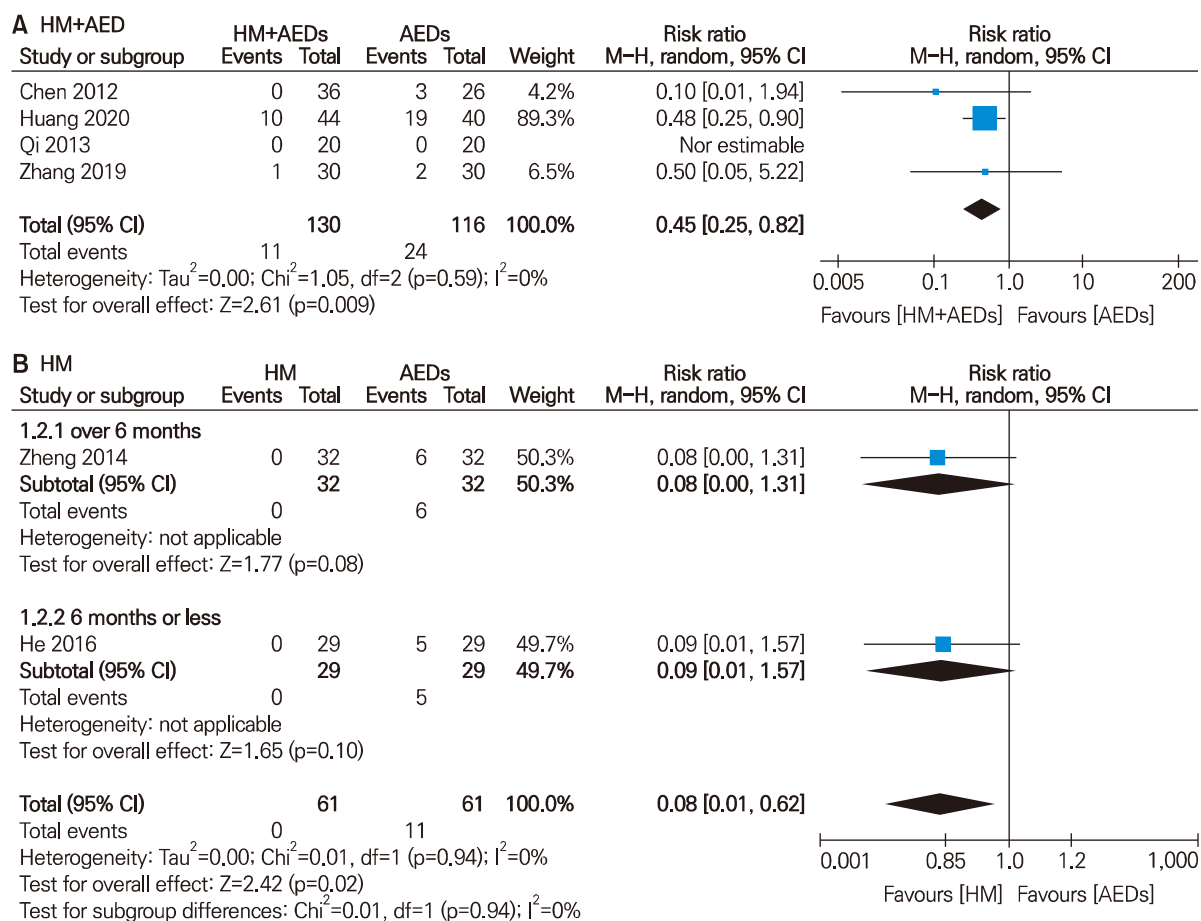 A HM+AED
HM+AEDs AEDs Risk ratio Risk ratio
Study or subgroup Events Total Events Total Weight M–H, random, 95% CI M–H, random, 95% CI
Chen 2012 0 36 3 26 4.2% 0.10 [0.01, 1.94]
Huang 2020 10 44 19 40 89.3% 0.48 [0.25, 0.90]
Qi 2013 0 20 0 20 Nor estimable
Zhang 2019 1 30 2 30 6.5% 0.50 [0.05, 5.22]
Total (95% CI) 130 116 100.0% 0.45 [0.25, 0.82]
Total events 11 24
Heterogeneity: Tau²=0.00; Chi²=1.05, df=2 (p=0.59); I²=0%
Test for overall effect: Z=2.61 (p=0.009)
0.005 0.1 1.0 10 200
Favours [HM+AEDs] Favours [AEDs]
B HM
HM AEDs Risk ratio Risk ratio
Study or subgroup Events Total Events Total Weight M–H, random, 95% CI M–H, random, 95% CI
1.2.1 over 6 months
Zheng 2014 0 32 6 32 50.3% 0.08 [0.00, 1.31]
Subtotal (95% CI) 32 32 50.3% 0.08 [0.00, 1.31]
Total events 0 6
Heterogeneity: not applicable
Test for overall effect: Z=1.77 (p=0.08)
1.2.2 6 months or less
He 2016 0 29 5 29 49.7% 0.09 [0.01, 1.57]
Subtotal (95% CI) 29 29 49.7% 0.09 [0.01, 1.57]
Total events 0 5
Heterogeneity: not applicable
Test for overall effect: Z=1.65 (p=0.10)
Total (95% CI) 61 61 100.0% 0.08 [0.01, 0.62]
Total events 0 11
Heterogeneity: Tau²=0.00; Chi²=0.01, df=1 (p=0.94); I²=0%
Test for overall effect: Z=2.42 (p=0.02)
Test for subgroup differences: Chi²=0.01, df=1 (p=0.94); I²=0%
0.001 0.85 1.0 1.2 1,000
Favours [HM] Favours [AEDs]